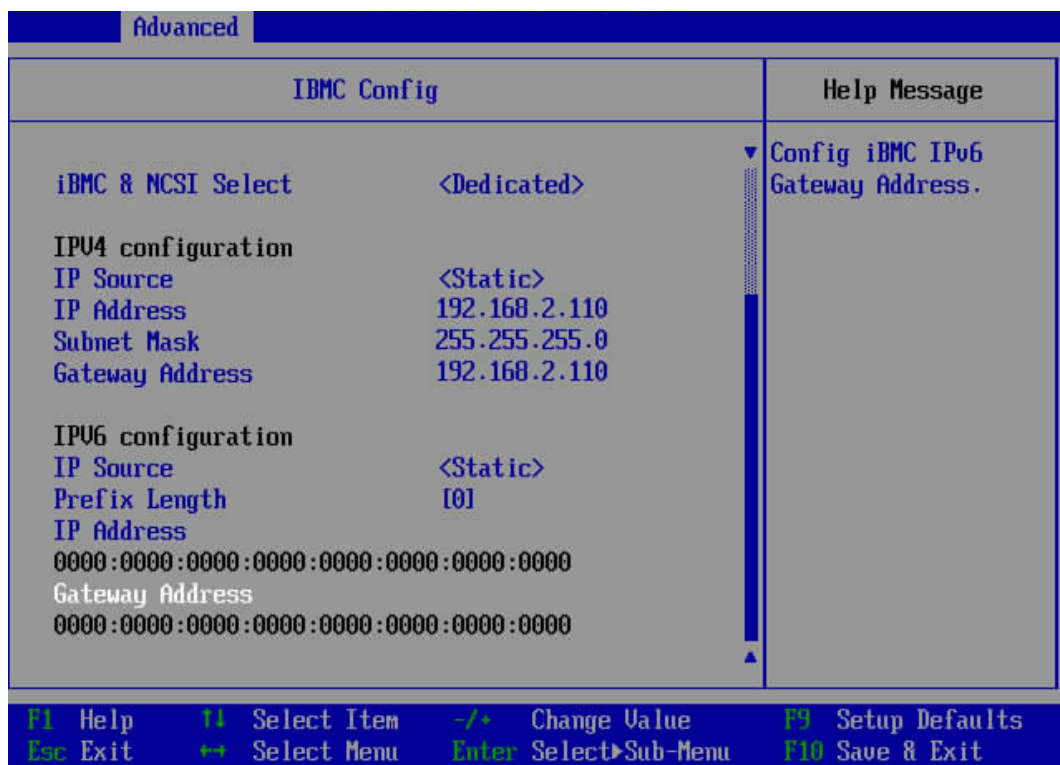 Advanced
IBMC Config
Help Message
iBMC & NCSI Select <Dedicated>
IPV4 configuration
IP Source <Static>
IP Address 192.168.2.110
Subnet Mask 255.255.255.0
Gateway Address 192.168.2.110
IPV6 configuration
IP Source <Static>
Prefix Length [0]
IP Address
0000:0000:0000:0000:0000:0000:0000:0000
Gateway Address
0000:0000:0000:0000:0000:0000:0000:0000
Config iBMC IPv6
Gateway Address.
F1 Help ↑↓ Select Item -/+ Change Value F9 Setup Defaults
Esc Exit ←→ Select Menu Enter Select▶Sub-Menu F10 Save & Exit